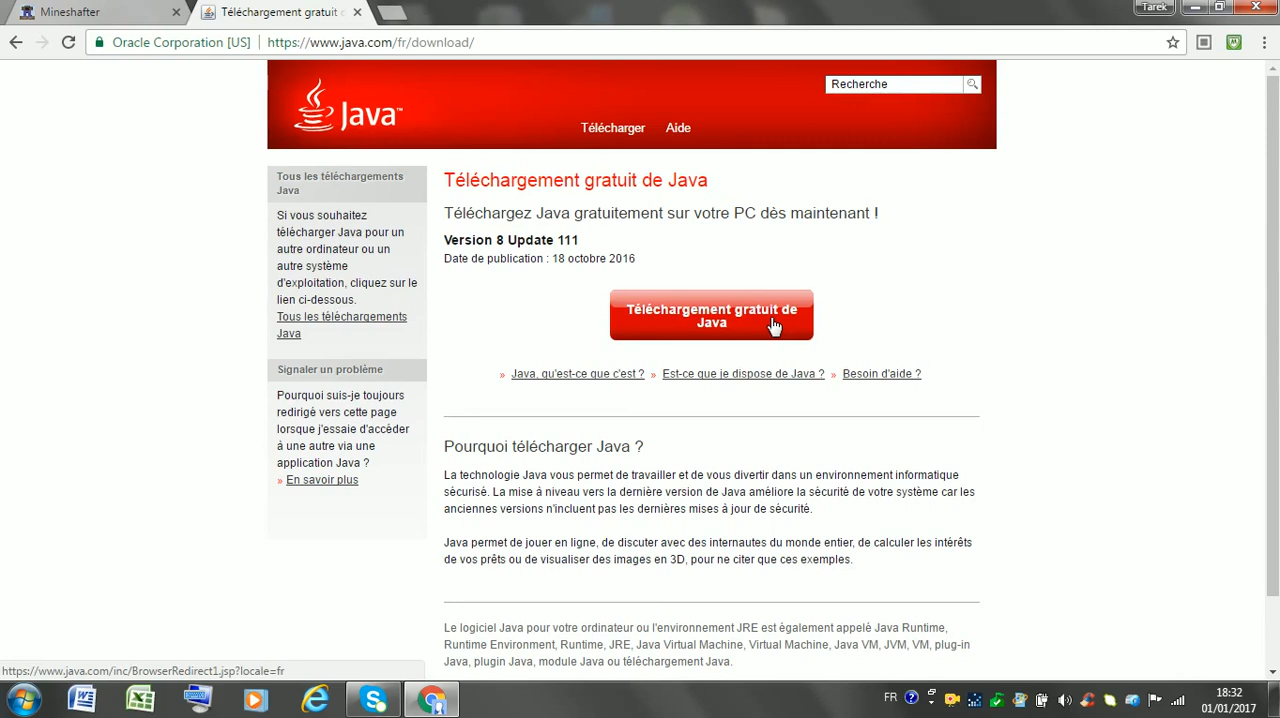 Mineshafter
Téléchargement gratuit d
Tarek
Oracle Corporation [US]
https://www.java.com/fr/download/
Java™
Recherche
Télécharger
Aide
Tous les téléchargements
Java
Si vous souhaitez
télécharger Java pour un
autre ordinateur ou un
autre système
d'exploitation, cliquez sur le
lien ci-dessous.
Tous les téléchargements
Java
Signaler un problème
Pourquoi suis-je toujours
redirigé vers cette page
lorsque j'essaie d'accéder
à une autre via une
application Java ?
» En savoir plus
Téléchargement gratuit de Java
Téléchargez Java gratuitement sur votre PC dès maintenant !
Version 8 Update 111
Date de publication : 18 octobre 2016
Téléchargement gratuit de
Java
» Java, qu'est-ce que c'est ? » Est-ce que je dispose de Java ? » Besoin d'aide ?
Pourquoi télécharger Java ?
La technologie Java vous permet de travailler et de vous divertir dans un environnement informatique
sécurisé. La mise à niveau vers la dernière version de Java améliore la sécurité de votre système car les
anciennes versions n'incluent pas les dernières mises à jour de sécurité.
Java permet de jouer en ligne, de discuter avec des internautes du monde entier, de calculer les intérêts
de vos prêts ou de visualiser des images en 3D, pour ne citer que ces exemples.
Le logiciel Java pour votre ordinateur ou l'environnement JRE est également appelé Java Runtime,
Runtime Environment, Runtime, JRE, Java Virtual Machine, Virtual Machine, Java VM, JVM, VM, plug-in
Java, plugin Java, module Java ou téléchargement Java.
https://www.java.com/inc/BrowserRedirect1.jsp?locale=fr
FR
18:32
01/01/2017